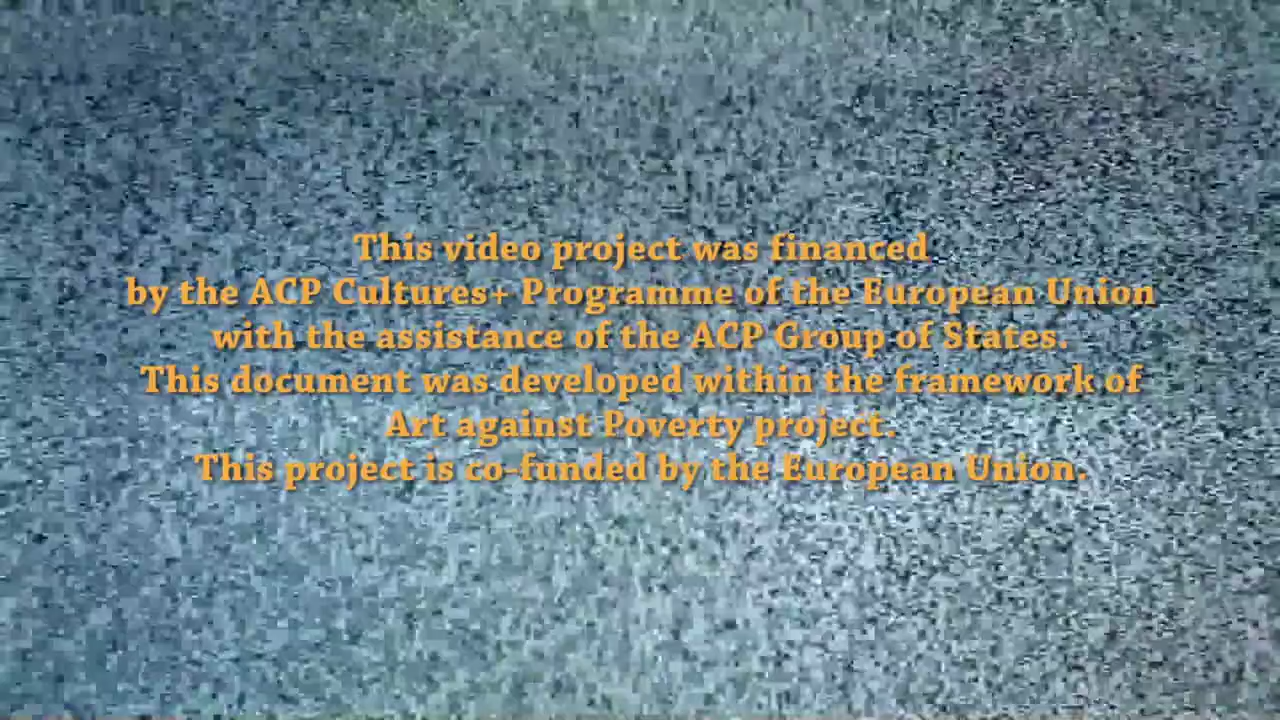 This video project was financed
by the ACP Cultures+ Programme of the European Union
with the assistance of the ACP Group of States.
This document was developed within the framework of
Art against Poverty project.
This project is co-funded by the European Union.